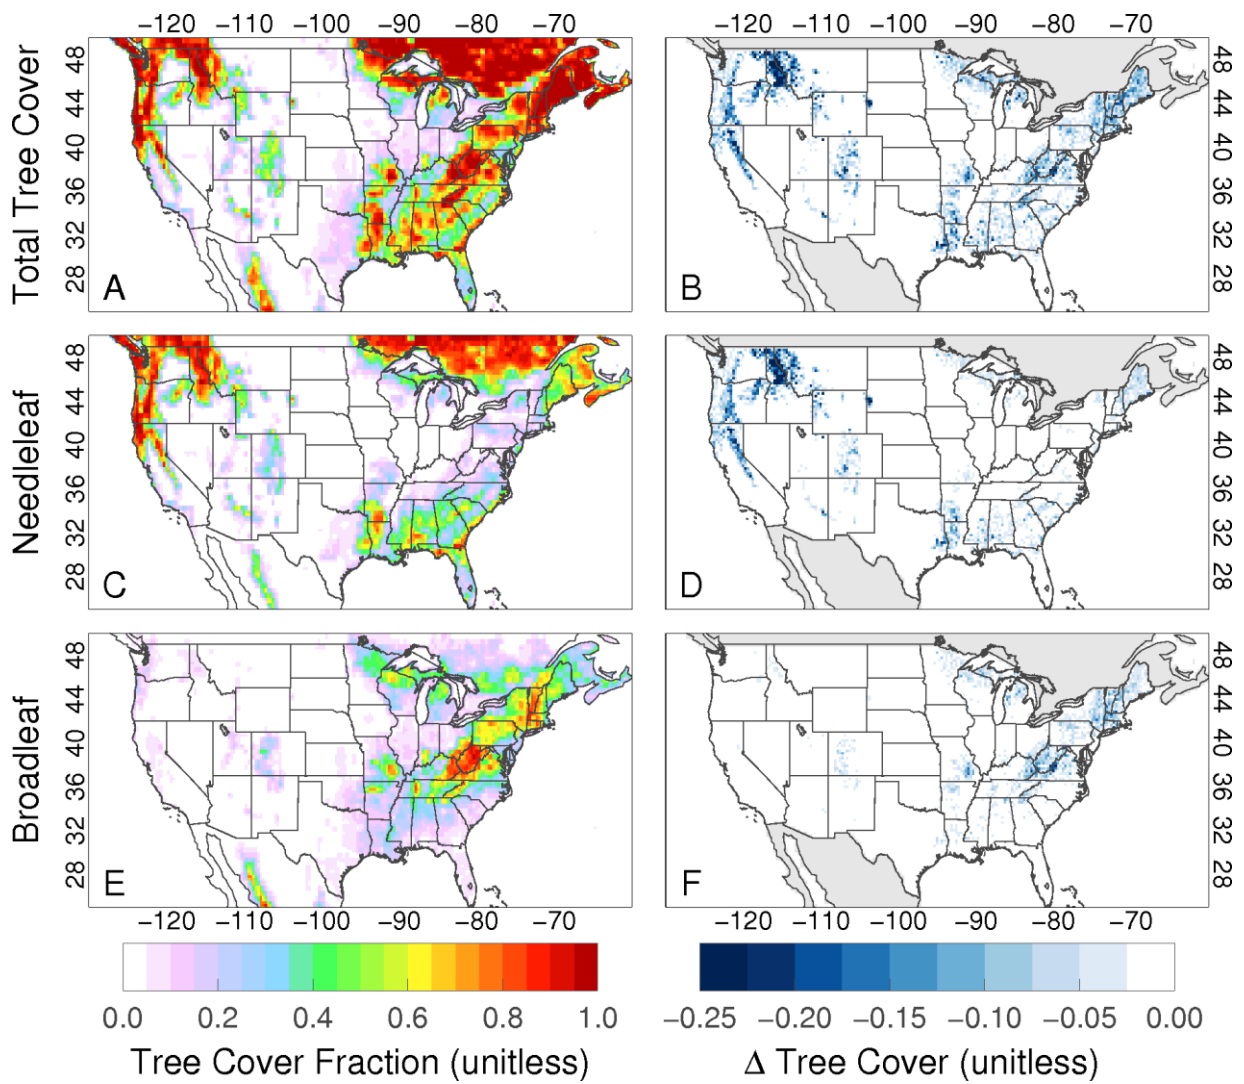 −120 −110 −100 −90 −80 −70
−120 −110 −100 −90 −80 −70
Total Tree Cover
48
44
40
36
32
28
A
B
48
44
40
36
32
28
Needleleaf
48
44
40
36
32
28
C
D
48
44
40
36
32
28
Broadleaf
48
44
40
36
32
28
E
F
48
44
40
36
32
28
−120 −110 −100 −90 −80 −70
−120 −110 −100 −90 −80 −70
0.0 0.2 0.4 0.6 0.8 1.0
−0.25 −0.20 −0.15 −0.10 −0.05 0.00
Tree Cover Fraction (unitless)
Δ Tree Cover (unitless)